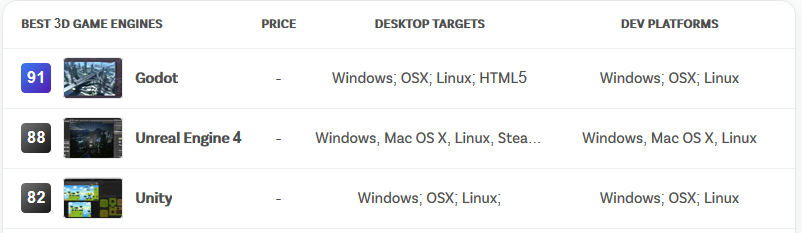 BEST 3D GAME ENGINES PRICE DESKTOP TARGETS DEV PLATFORMS
91 Godot - Windows; OSX; Linux; HTML5 Windows; OSX; Linux
88 Unreal Engine 4 - Windows, Mac OS X, Linux, Stea... Windows, Mac OS X, Linux
82 Unity - Windows; OSX; Linux; Windows; OSX; Linux